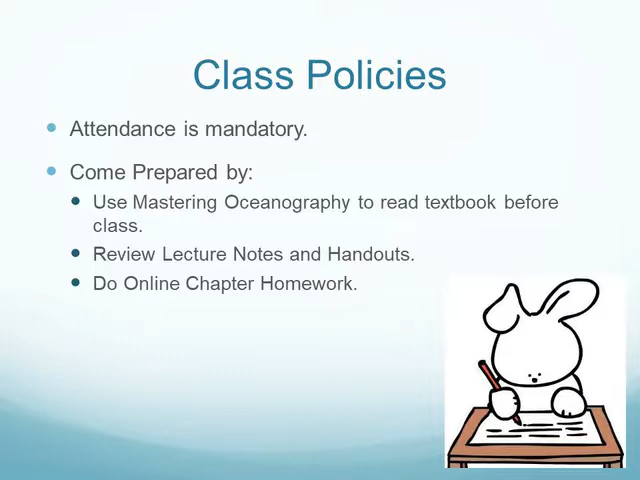 Class Policies
Attendance is mandatory.
Come Prepared by:
Use Mastering Oceanography to read textbook before
class.
Review Lecture Notes and Handouts.
Do Online Chapter Homework.